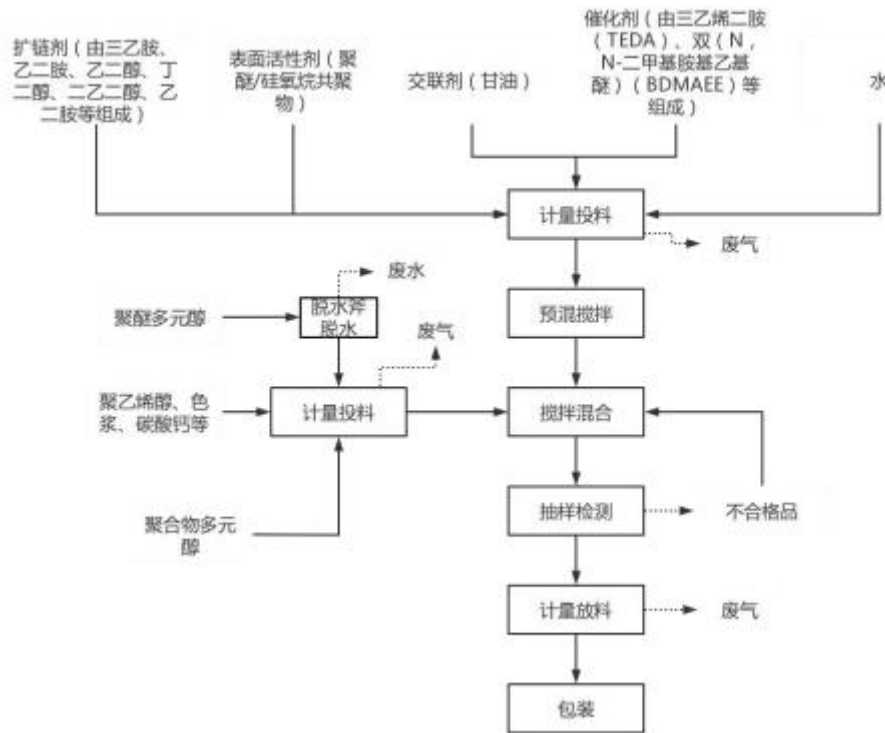 扩链剂（由三乙胺、
乙二胺、乙二醇、丁
二醇、二乙二醇、乙
二胺等组成）
表面活性剂（聚
醚/硅氧烷共聚
物）
交联剂（甘油）
催化剂（由三乙烯二胺
（TEDA）、双（N，
N-二甲基胺基乙基
醚）（BDMAEE）等
组成）
水
计量投料
废气
废水
聚醚多元醇
脱水斧
脱水
预混搅拌
废气
聚乙烯醇、色
浆、碳酸钙等
计量投料
搅拌混合
聚合物多元
醇
抽样检测
不合格品
计量放料
废气
包装